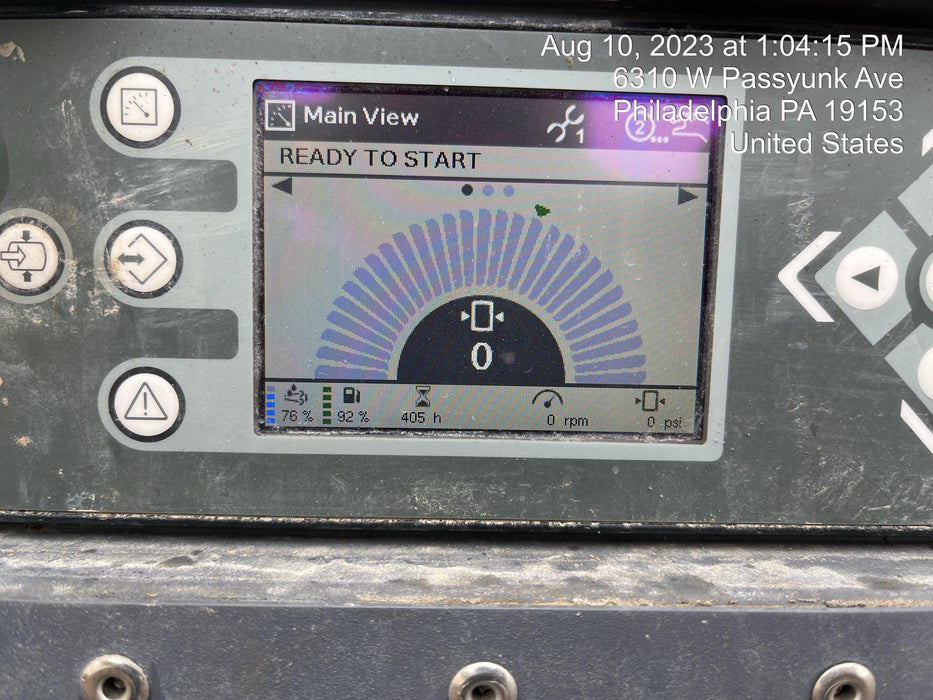 Aug 10, 2023 at 1:04:15 PM
6310 W Passyunk Ave
Philadelphia PA 19153
United States
Main View
1
2...
READY TO START
0
76 % 92 % 405 h 0 rpm 0 psi